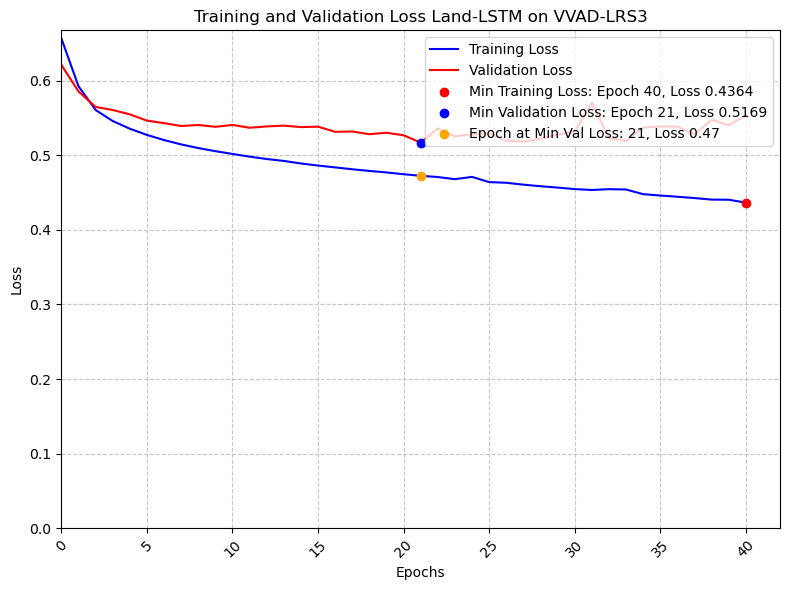 Training and Validation Loss Land-LSTM on VVAD-LRS3
Training Loss
Validation Loss
Min Training Loss: Epoch 40, Loss 0.4364
Min Validation Loss: Epoch 21, Loss 0.5169
Epoch at Min Val Loss: 21, Loss 0.47
Loss
0.6
0.5
0.4
0.3
0.2
0.1
0.0
0 5 10 15 20 25 30 35 40
Epochs